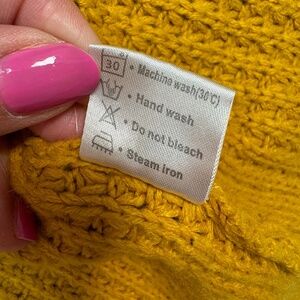 30 • Machine wash(30°C)
• Hand wash
• Do not bleach
• Steam iron